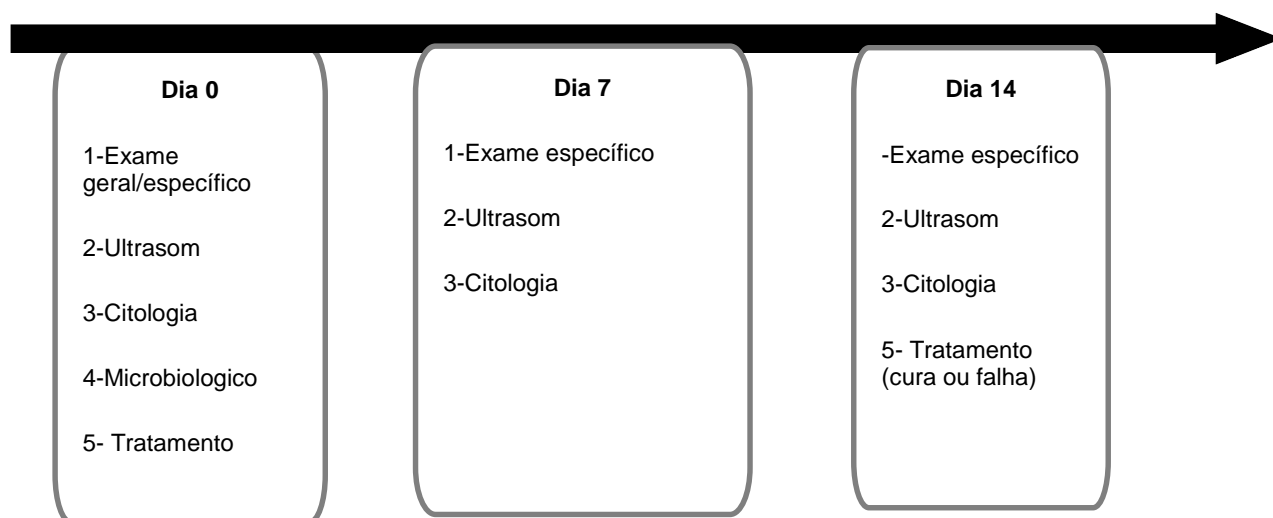 Dia 0
1-Exame
geral/específico
2-Ultrasom
3-Citologia
4-Microbiologico
5- Tratamento
Dia 7
1-Exame específico
2-Ultrasom
3-Citologia
Dia 14
-Exame específico
2-Ultrasom
3-Citologia
5- Tratamento
(cura ou falha)